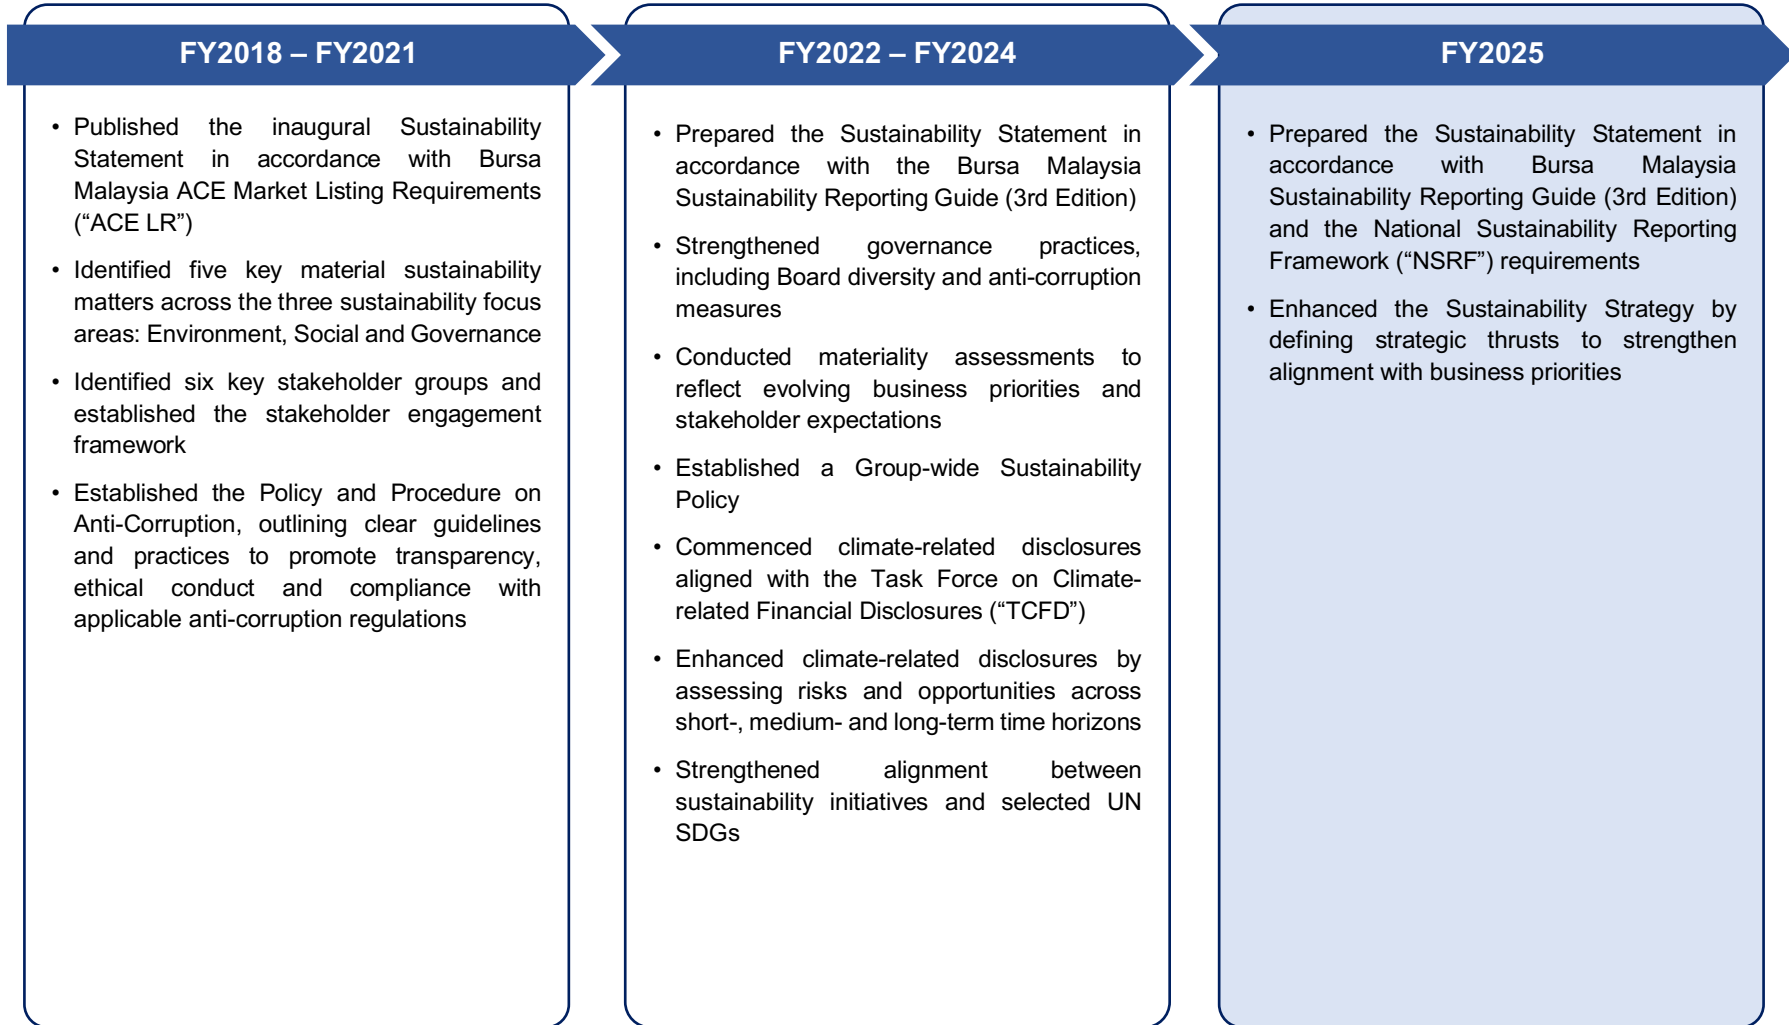 FY2018 – FY2021
• Published the inaugural Sustainability
Statement in accordance with Bursa
Malaysia ACE Market Listing Requirements
(“ACE LR”)
• Identified five key material sustainability
matters across the three sustainability focus
areas: Environment, Social and Governance
• Identified six key stakeholder groups and
established the stakeholder engagement
framework
• Established the Policy and Procedure on
Anti-Corruption, outlining clear guidelines
and practices to promote transparency,
ethical conduct and compliance with
applicable anti-corruption regulations
FY2022 – FY2024
• Prepared the Sustainability Statement in
accordance with the Bursa Malaysia
Sustainability Reporting Guide (3rd Edition)
• Strengthened governance practices,
including Board diversity and anti-corruption
measures
• Conducted materiality assessments to
reflect evolving business priorities and
stakeholder expectations
• Established a Group-wide Sustainability
Policy
• Commenced climate-related disclosures
aligned with the Task Force on Climate-
related Financial Disclosures (“TCFD”)
• Enhanced climate-related disclosures by
assessing risks and opportunities across
short-, medium- and long-term time horizons
• Strengthened alignment between
sustainability initiatives and selected UN
SDGs
FY2025
• Prepared the Sustainability Statement in
accordance with Bursa Malaysia
Sustainability Reporting Guide (3rd Edition)
and the National Sustainability Reporting
Framework (“NSRF”) requirements
• Enhanced the Sustainability Strategy by
defining strategic thrusts to strengthen
alignment with business priorities